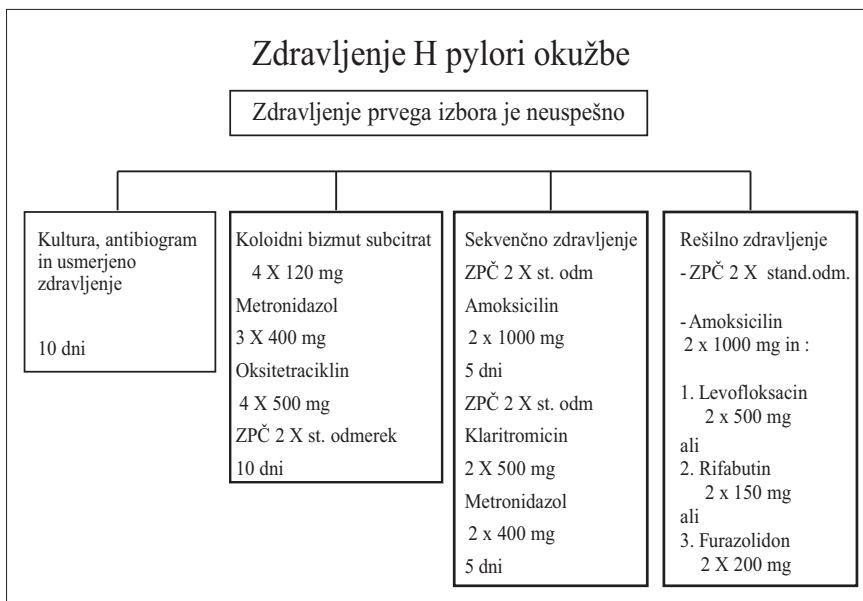 Zdravljenje H pylori okužbe
Zdravljenje prvega izbora je neuspešno
Kultura, antibiogram
in usmerjeno
zdravljenje
10 dni
Koloidni bizmut subcitrat
4 X 120 mg
Metronidazol
3 X 400 mg
Oksitetraciklin
4 X 500 mg
ZPČ 2 X st. odmerek
10 dni
Sekvenčno zdravljenje
ZPČ 2 X st. odm
Amoksicilin
2 x 1000 mg
5 dni
ZPČ 2 X st. odm
Klaritromicin
2 X 500 mg
Metronidazol
2 x 400 mg
5 dni
Rešilno zdravljenje
- ZPČ 2 X stand.odm.
- Amoksicilin
2 x 1000 mg in :
1. Levofloksacin
2 x 500 mg
ali
2. Rifabutin
2 x 150 mg
ali
3. Furazolidon
2 X 200 mg